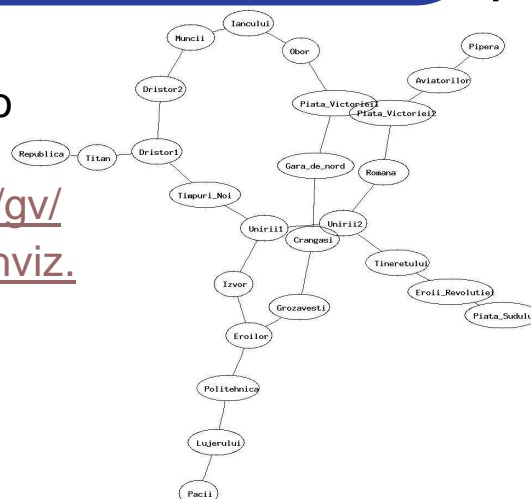 Iancului
Muncii
Obor
Pipera
Aviatorilor
Dristor2
Piata_Victoriei1
Piata_Victoriei2
Republica
Titan
Dristor1
Gara_de_nord
Romana
/gv/
Timpuri_Noi
Unirii1
Unirii2
Crangasi
nviz.
Tineretului
Izvor
Eroii_Revolutiei
Grozavesti
Piata_Sudului
Eroilor
Politehnica
Lujerului
Pacii